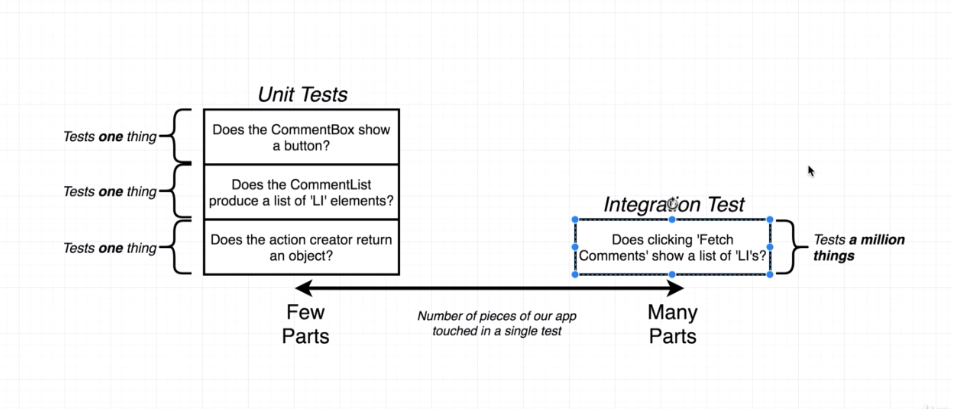 Unit Tests
Tests one thing
Does the CommentBox show
a button?
Tests one thing
Does the CommentList
produce a list of 'LI' elements?
Tests one thing
Does the action creator return
an object?
Integration Test
Does clicking 'Fetch
Comments' show a list of 'LI's?
Tests a million
things
Few
Parts
Number of pieces of our app
touched in a single test
Many
Parts